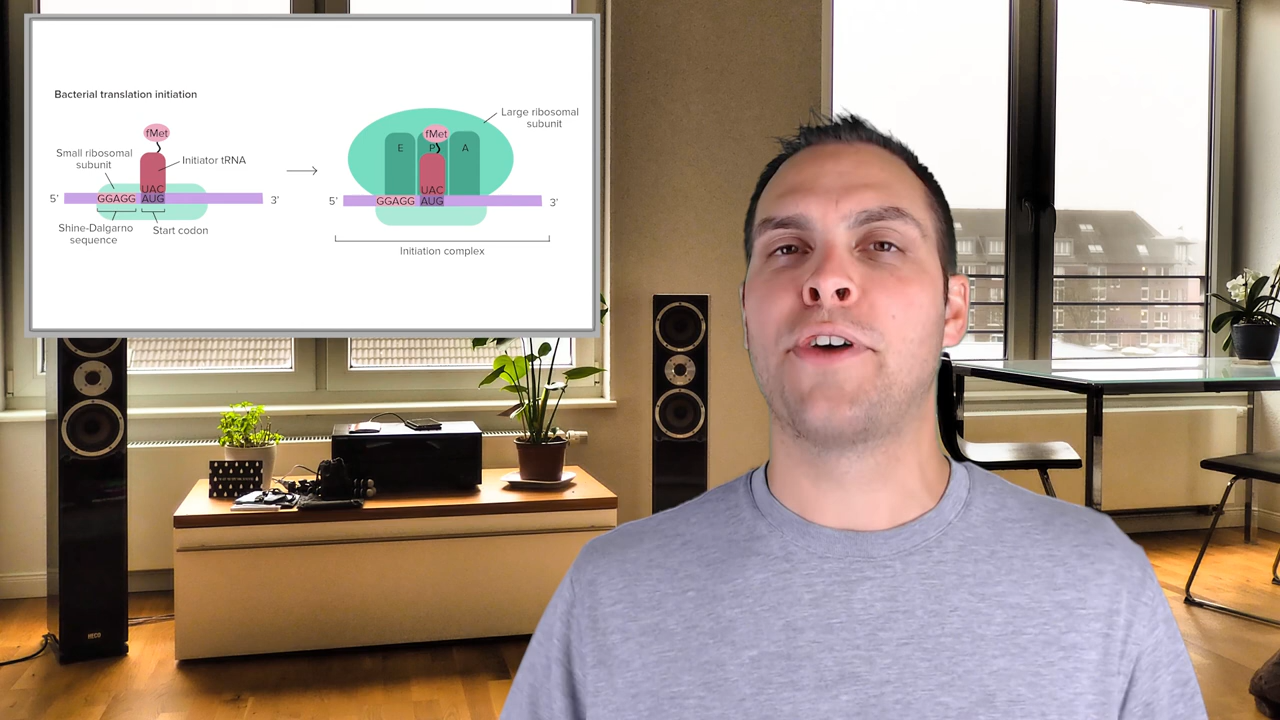 Bacterial translation initiation
fMet
Small ribosomal
subunit
Initiator tRNA
UAC
5'
GGAGG
AUG
3'
Shine-Dalgarno
sequence
Start codon
Large ribosomal
subunit
fMet
E
P
A
UAC
5'
GGAGG
AUG
3'
Initiation complex
HECO